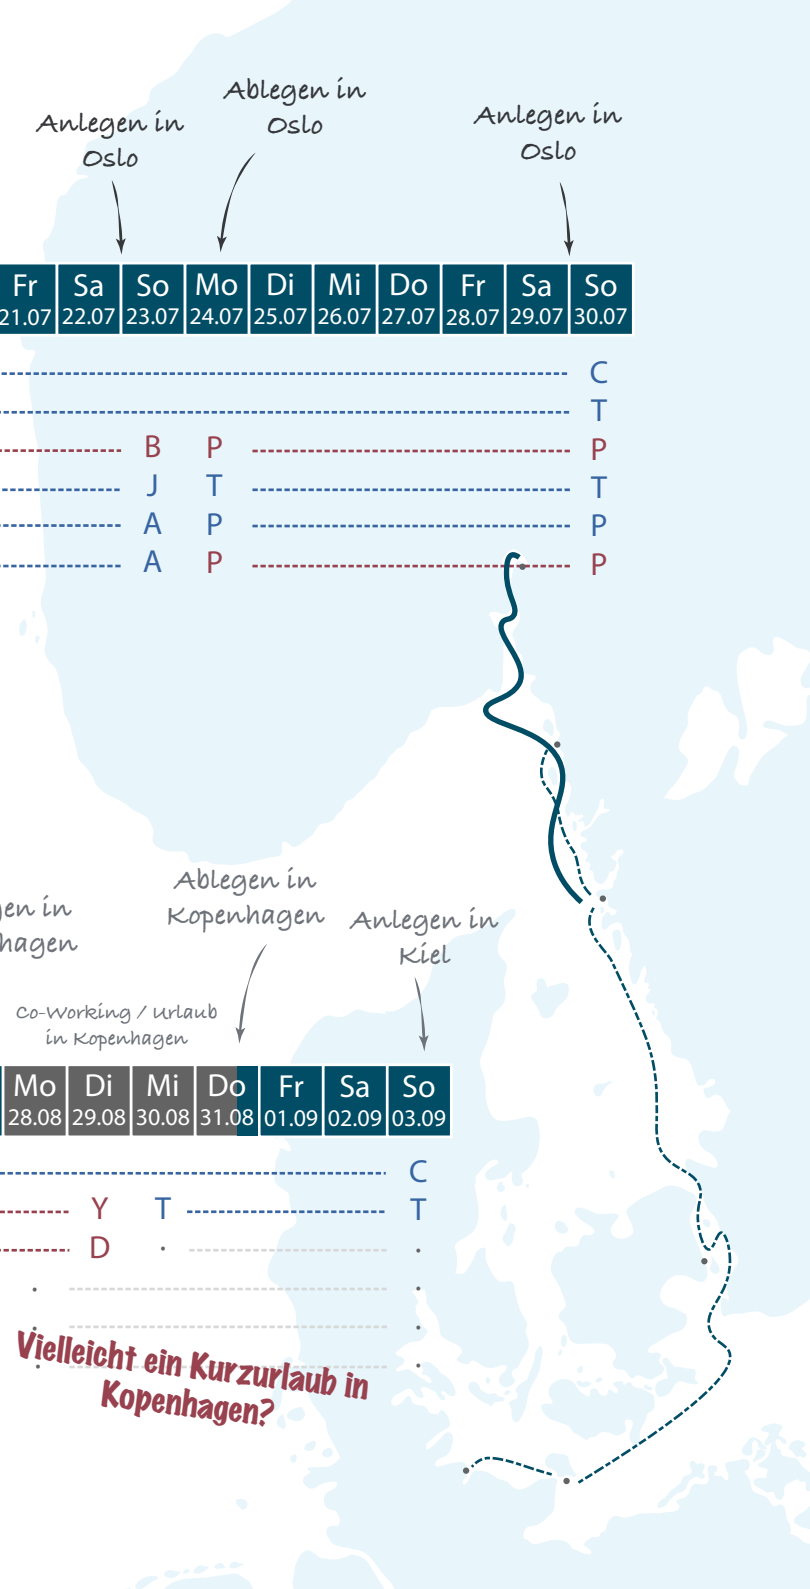 Ablegen in
Oslo
Anlegen in
Oslo
Anlegen in
Oslo
Fr Sa So Mo Di Mi Do Fr Sa So
21.07 22.07 23.07 24.07 25.07 26.07 27.07 28.07 29.07 30.07
C
T
B P P
J T T
A P P
A P P
Ablegen in
Kopenhagen
gen in
hagen
Anlegen in
Kiel
Co-Working / Urlaub
in Kopenhagen
Mo Di Mi Do Fr Sa So
28.08 29.08 30.08 31.08 01.09 02.09 03.09
C
Y T T
D
Vielleicht ein Kurzurlaub in
Kopenhagen?